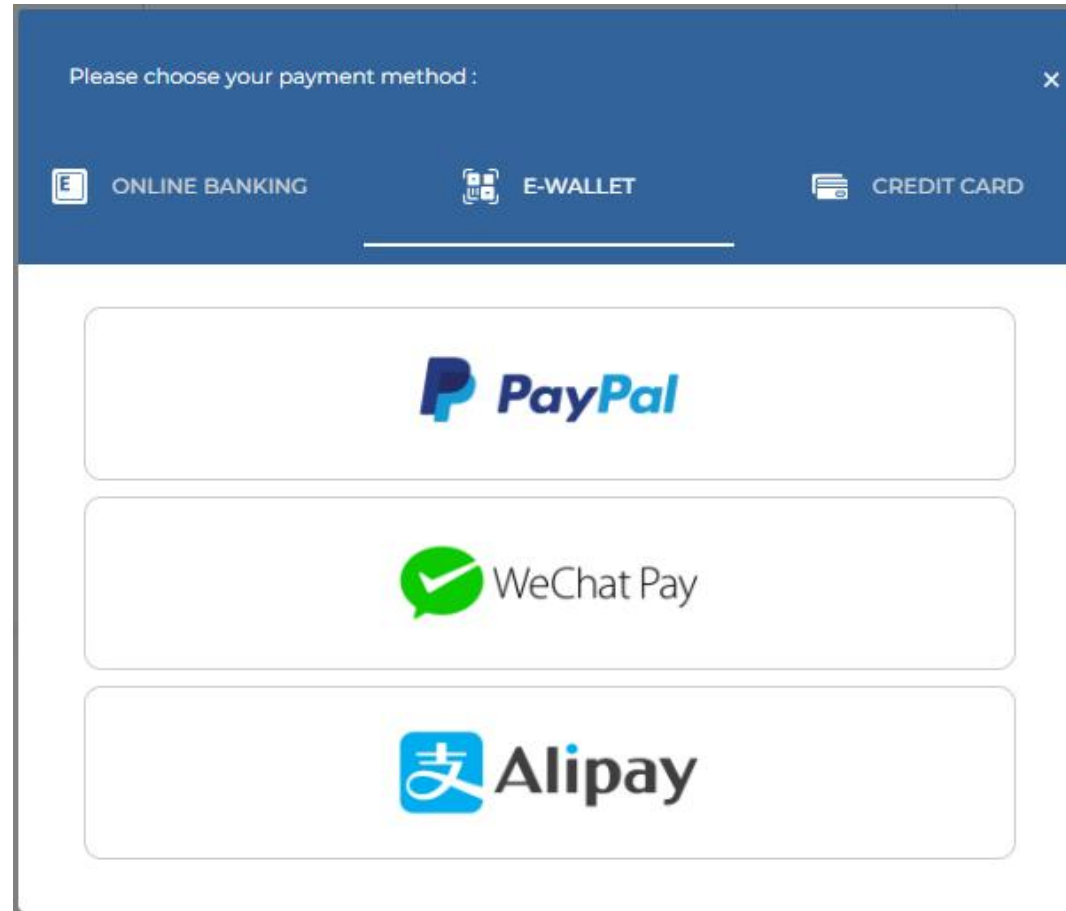 Please choose your payment method :
×
E ONLINE BANKING
E-WALLET
CREDIT CARD
PayPal
WeChat Pay
支 Alipay